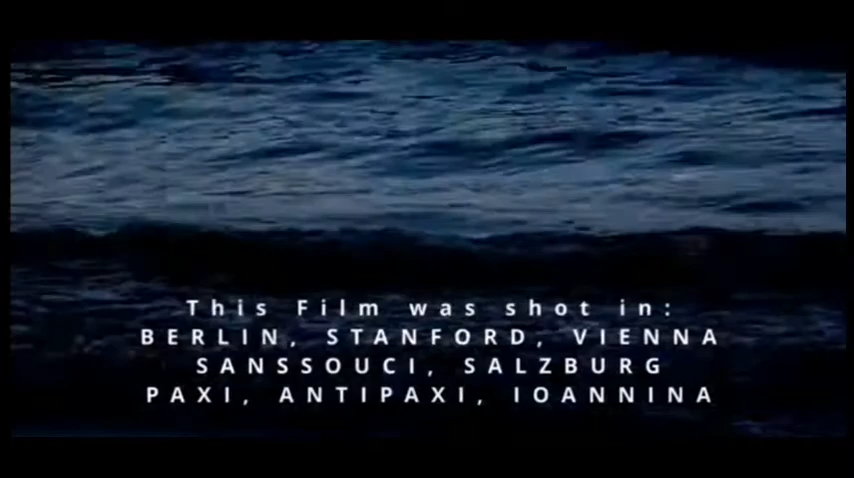 This Film was shot in:
BERLIN, STANFORD, VIENNA
SANSSOUCI, SALZBURG
PAXI, ANTIPAXI, IOANNINA